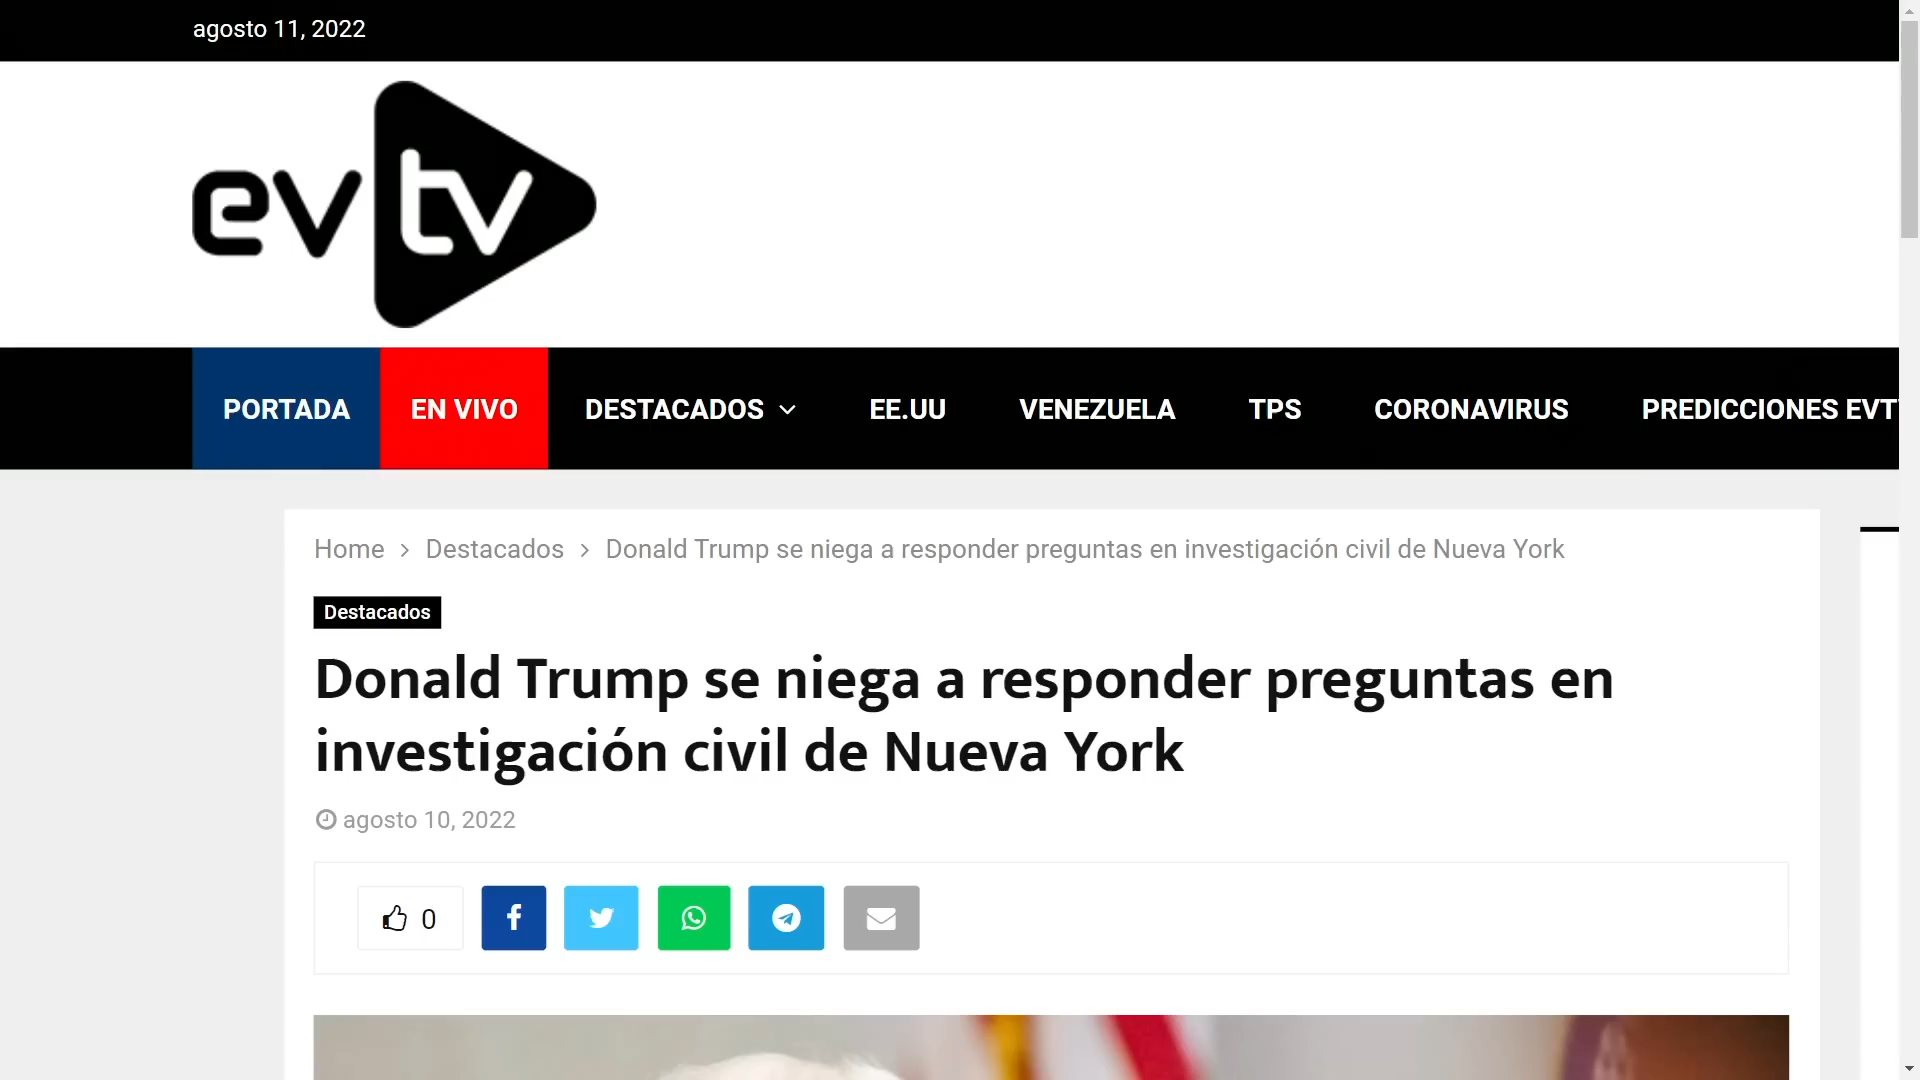 agosto 11, 2022
evtv
PORTADA EN VIVO DESTACADOS EE.UU VENEZUELA TPS CORONAVIRUS PREDICCIONES
Home > Destacados > Donald Trump se niega a responder preguntas en investigación civil de Nueva York
Destacados
Donald Trump se niega a responder preguntas en
investigación civil de Nueva York
agosto 10, 2022
0